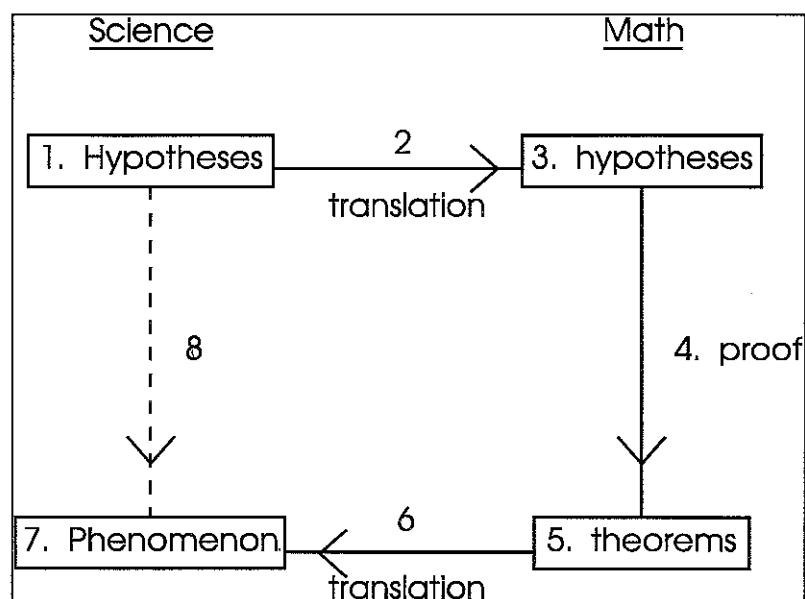 Science
Math
2
1. Hypotheses
3. hypotheses
translation
8
4. proof
6
7. Phenomenon
5. theorems
translation